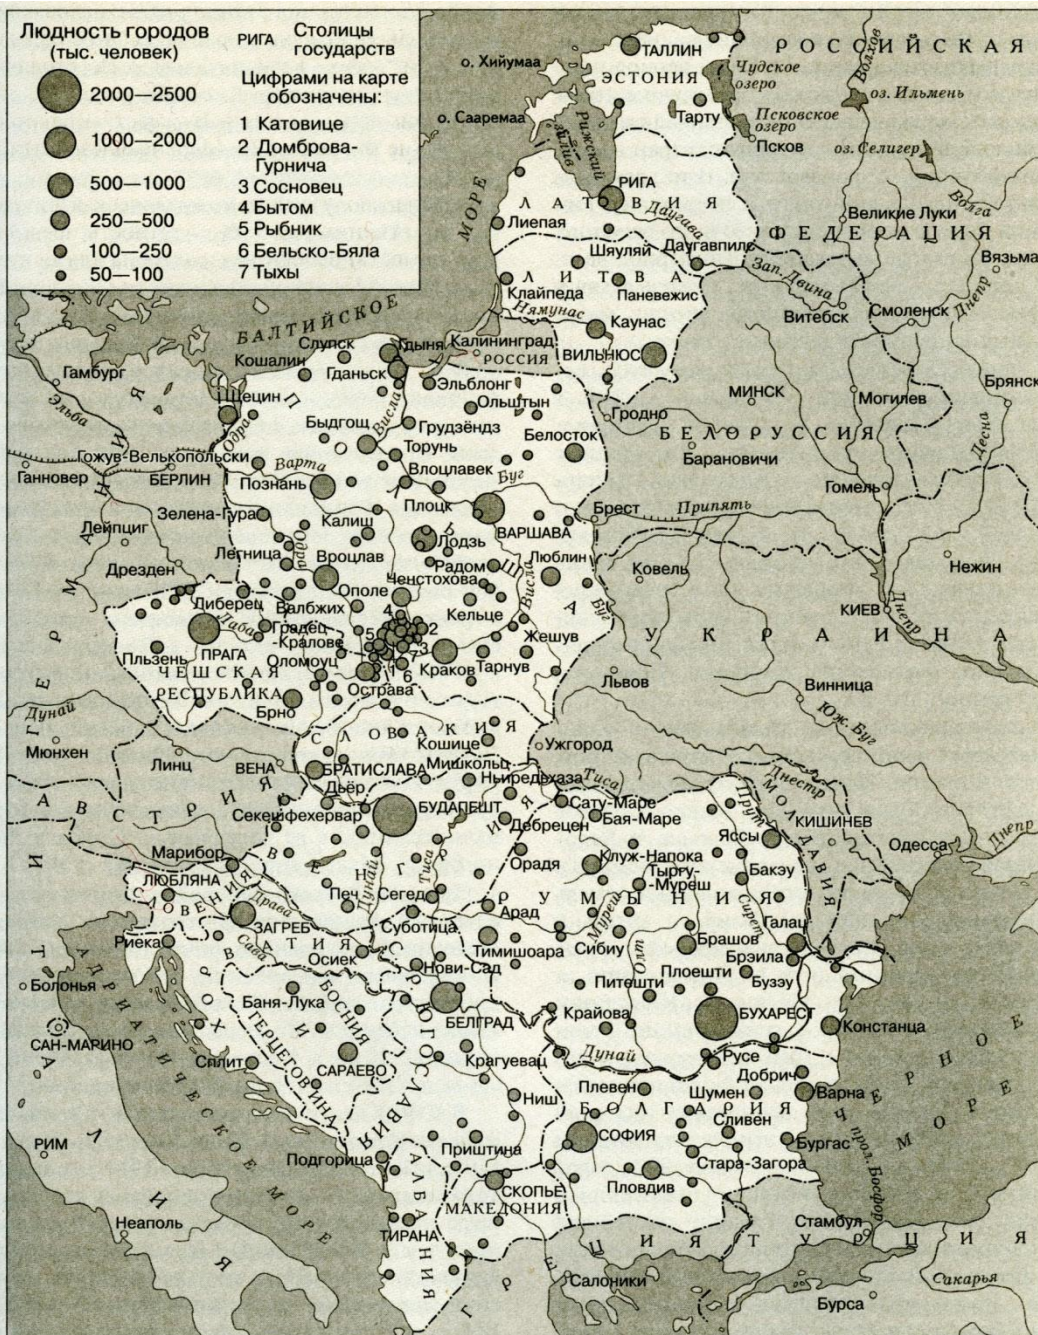 Людность городов
(тыс. человек)
2000—2500
1000—2000
500—1000
250—500
100—250
50—100
РИГА Столицы
государств
Цифрами на карте
обозначены:
1 Катовице
2 Домброва-
Гурнича
3 Сосновец
4 Бытом
5 Рыбник
6 Бельско-Бяла
7 Тыхы
РОССИЙСКАЯ
ФЕДЕРАЦИЯ
ТАЛЛИН
о. Хийумаа
ЭСТОНИЯ
Чудское
озеро
Волхов
оз. Ильмень
о. Сааремаа
Тарту
Псковское
озеро
Рижский
залив
Псков
оз. Селигер
РИГА
ЛАТВИЯ
Даугава
Волга
Великие Луки
МОРЕ
Лиепая
Шяуляй
Даугавпилс
Вязьма
ЛИТВА
Зап. Двина
Клайпеда
Паневежис
Днепр
Нямунас
Витебск
Смоленск
БАЛТИЙСКОЕ
Каунас
Слупск
Гдыня
Калининград
РОССИЯ
ВИЛЬНЮС
Кошалин
Гданьск
Гамбург
Эльблонг
МИНСК
Могилев
Брянск
Щецин
Ольштын
Эльба
Висла
Гродно
Одра
Быдгощ
Грудзёндз
Белосток
БЕЛОРУССИЯ
Десна
Гожув-Велькопольски
Торунь
Барановичи
Ганновер
БЕРЛИН
Варта
Влоцлавек
Буг
Гомель
Познань
Плоцк
Припять
Брест
Зелена-Гура
Калиш
ВАРШАВА
Лейпциг
6
Лодзь
Легница
Одра
Вроцлав
Радом
Люблин
Нежин
Дрезден
Ченстохова
Висла
Ковель
Ополе
Либерец
Валбжих
Кельце
Буг
КИЕВ
Днепр
Лаба
Градец
-Кралове
4
2
5
3
УКРАИНА
ПРАГА
Жешув
Пльзень
1
7
6
Краков
Тарнув
Оломоуц
ЧЕШСКАЯ
РЕСПУБЛИКА
Острава
Львов
Винница
Брно
ПОЛЬША
ГЕРМАНИЯ
Дунай
СЛОВАКИЯ
Юж. Буг
Мюнхен
Кошице
Ужгород
Линц
ВЕНА
БРАТИСЛАВА
Мишкольц
Ньиредьхаза
Тиса
Днестр
АВСТРИЯ
Дьёр
БУДАПЕШТ
Сату-Маре
Прут
МОЛДАВИЯ
Секешфехервар
Дебрецен
Бая-Маре
КИШИНЕВ
Яссы
Одесса
Днепр
Марибор
ВЕНГРИЯ
Орадя
Клуж-Напока
Тыргу-
-Муреш
Бакэу
ЛЮБЛЯНА
СЛОВЕНИЯ
Печ
Дунай
Сегед
Тиса
РУМЫНИЯ
Драва
Арад
Муреш
Сирет
Галац
ЗАГРЕБ
Суботица
Риека
Сава
ХОРВАТИЯ
Осиек
Тимишоара
Сибиу
Олт
Брашов
Брэила
Нови-Сад
Плоешти
Болонья
Баня-Лука
Питешти
Бузэу
БОСНИЯ
И
ГЕРЦЕГОВИНА
БЕЛГРАД
Крайова
БУХАРЕСТ
Констанца
САН-МАРИНО
АДРИАТИЧЕСКОЕ МОРЕ
Сплит
САРАЕВО
Крагуевац
Дунай
Русе
Добрич
ЮГОСЛАВИЯ
Плевен
Шумен
Варна
ЧЕРНОЕ
МОРЕ
Ниш
БОЛГАРИЯ
РИМ
СОФИЯ
Сливен
Бургас
Приштина
Подгорица
Стара-Загора
СКОПЬЕ
МАКЕДОНИЯ
Пловдив
прол. Босфор
АЛБАНИЯ
Неаполь
ИТАЛИЯ
ТИРАНА
Стамбул
ГРЕЦИЯ
ТУРЦИЯ
Салоники
Сакарья
Бурса